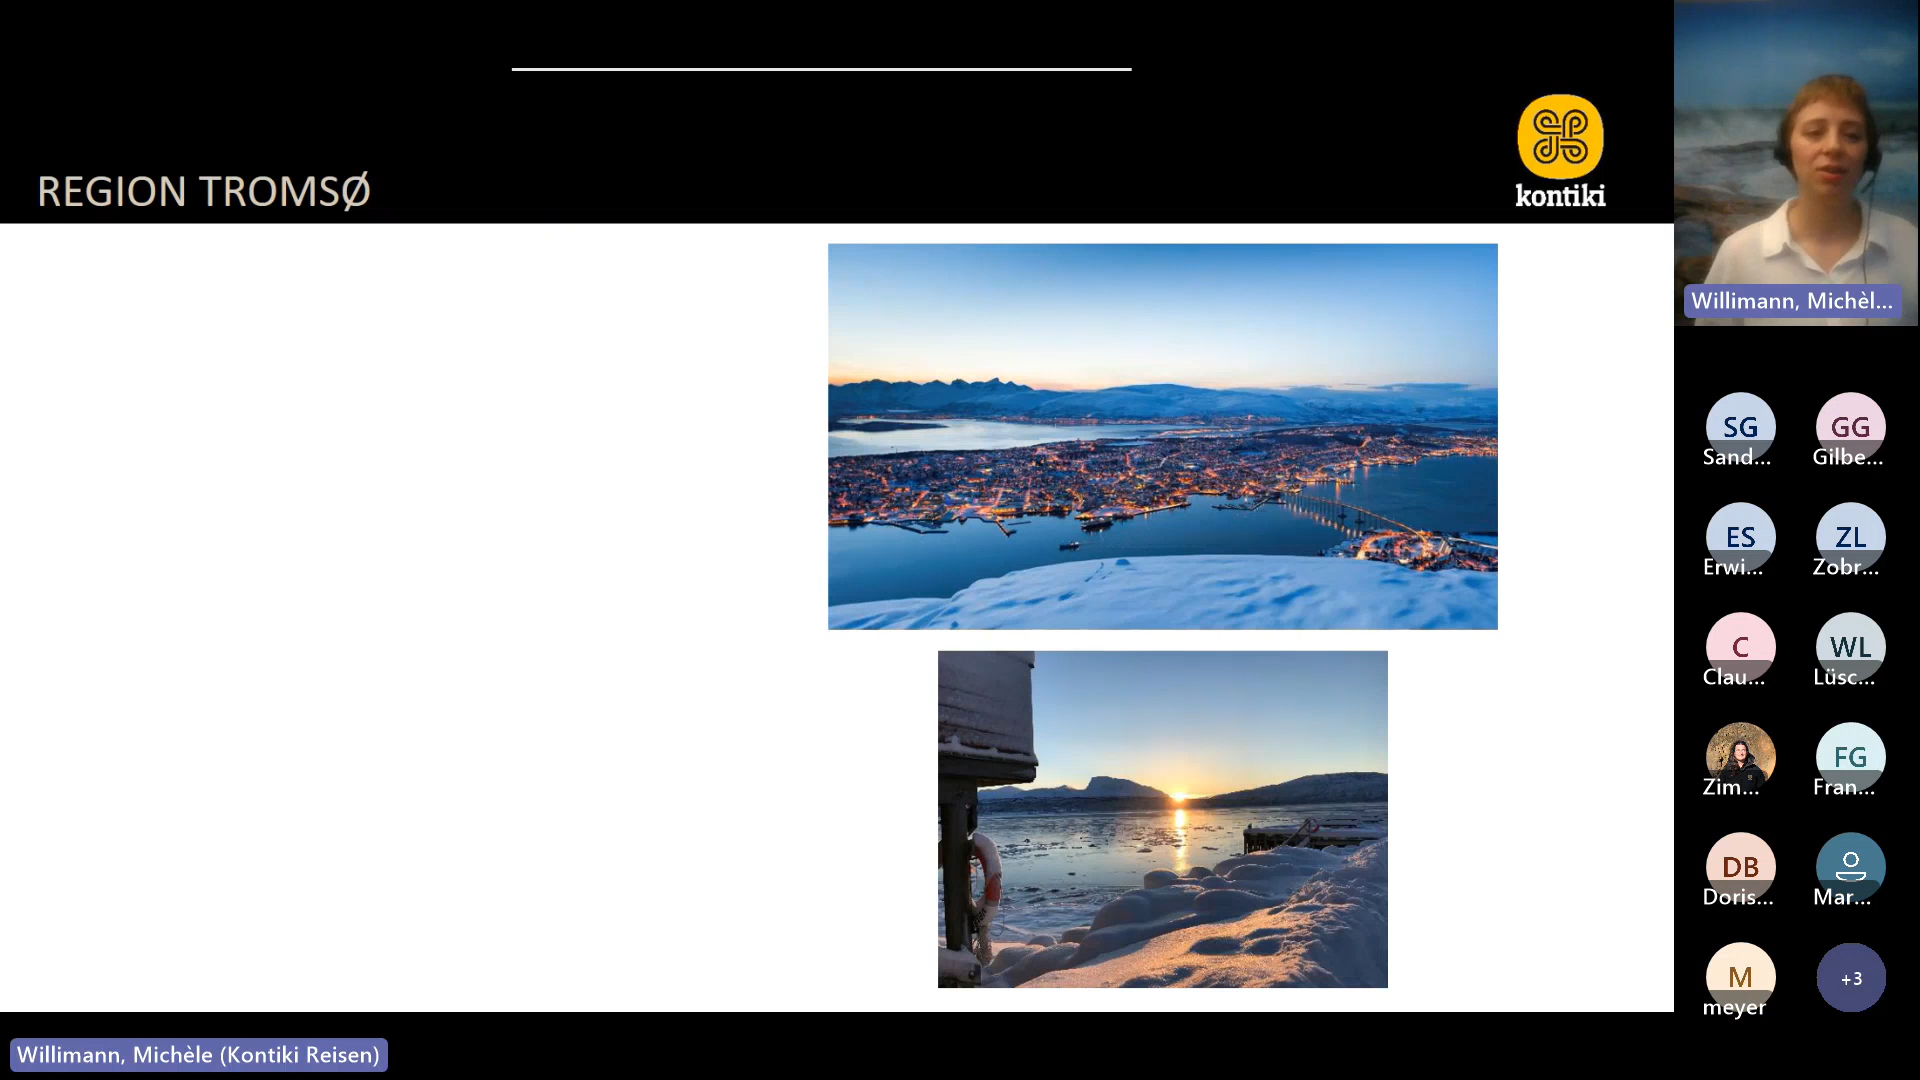 REGION TROMSØ
kontiki
Willimann, Michèl...
SG
Sand...
GG
Gilbe...
ES
Erwi...
ZL
Zobr...
C
Clau...
WL
Lüsc...
Zim...
FG
Fran...
DB
Doris...
Mar...
M
meyer
+3
Willimann, Michèle (Kontiki Reisen)